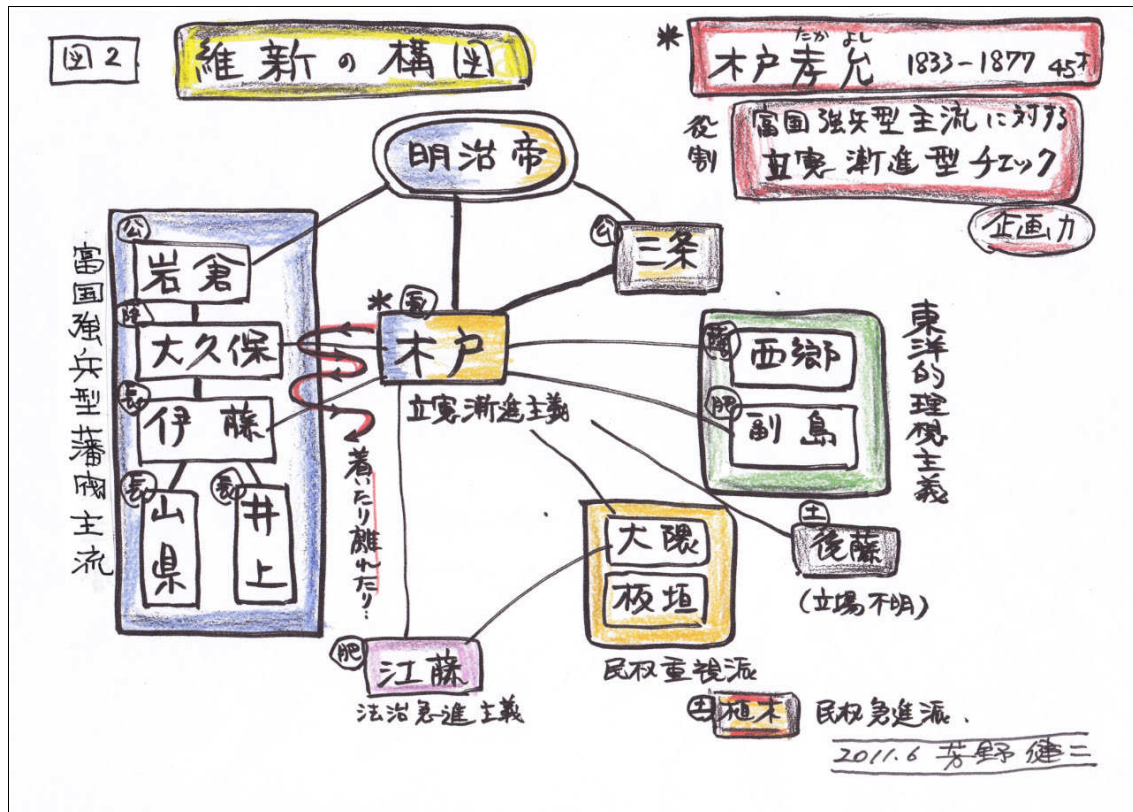 図2
維新の構図
* 木戸孝允 1833-1877 45才
たか よし
役割
富国強兵型主流に対する
立憲漸進型チェック
企画力
明治帝
公
岩倉
公
三条
富国強兵型藩閥主流
薩
大久保
* 長
木戸
立憲漸進主義
長
伊藤
長
山県
長
井上
着いたり離れたり…
薩
西郷
肥
副島
東洋的理想主義
大隈
板垣
民权重視派
土
後藤
(立場不明)
肥
江藤
法治急進主義
土
植木
民权急進派.
2011.6 芳野健二